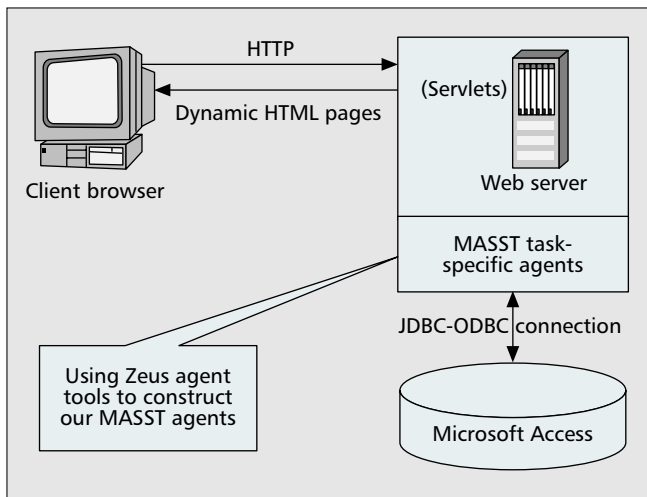 HTTP
Dynamic HTML pages
Client browser
(Servlets)
Web server
MASST task-
specific agents
JDBC-ODBC connection
Using Zeus agent
tools to construct
our MASST agents
Microsoft Access